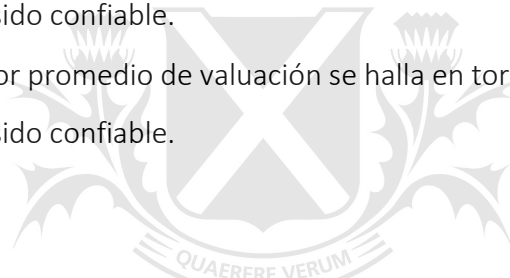 sido confiable.
or promedio de valuación se halla en tor
sido confiable.
QUAERERE VERUM